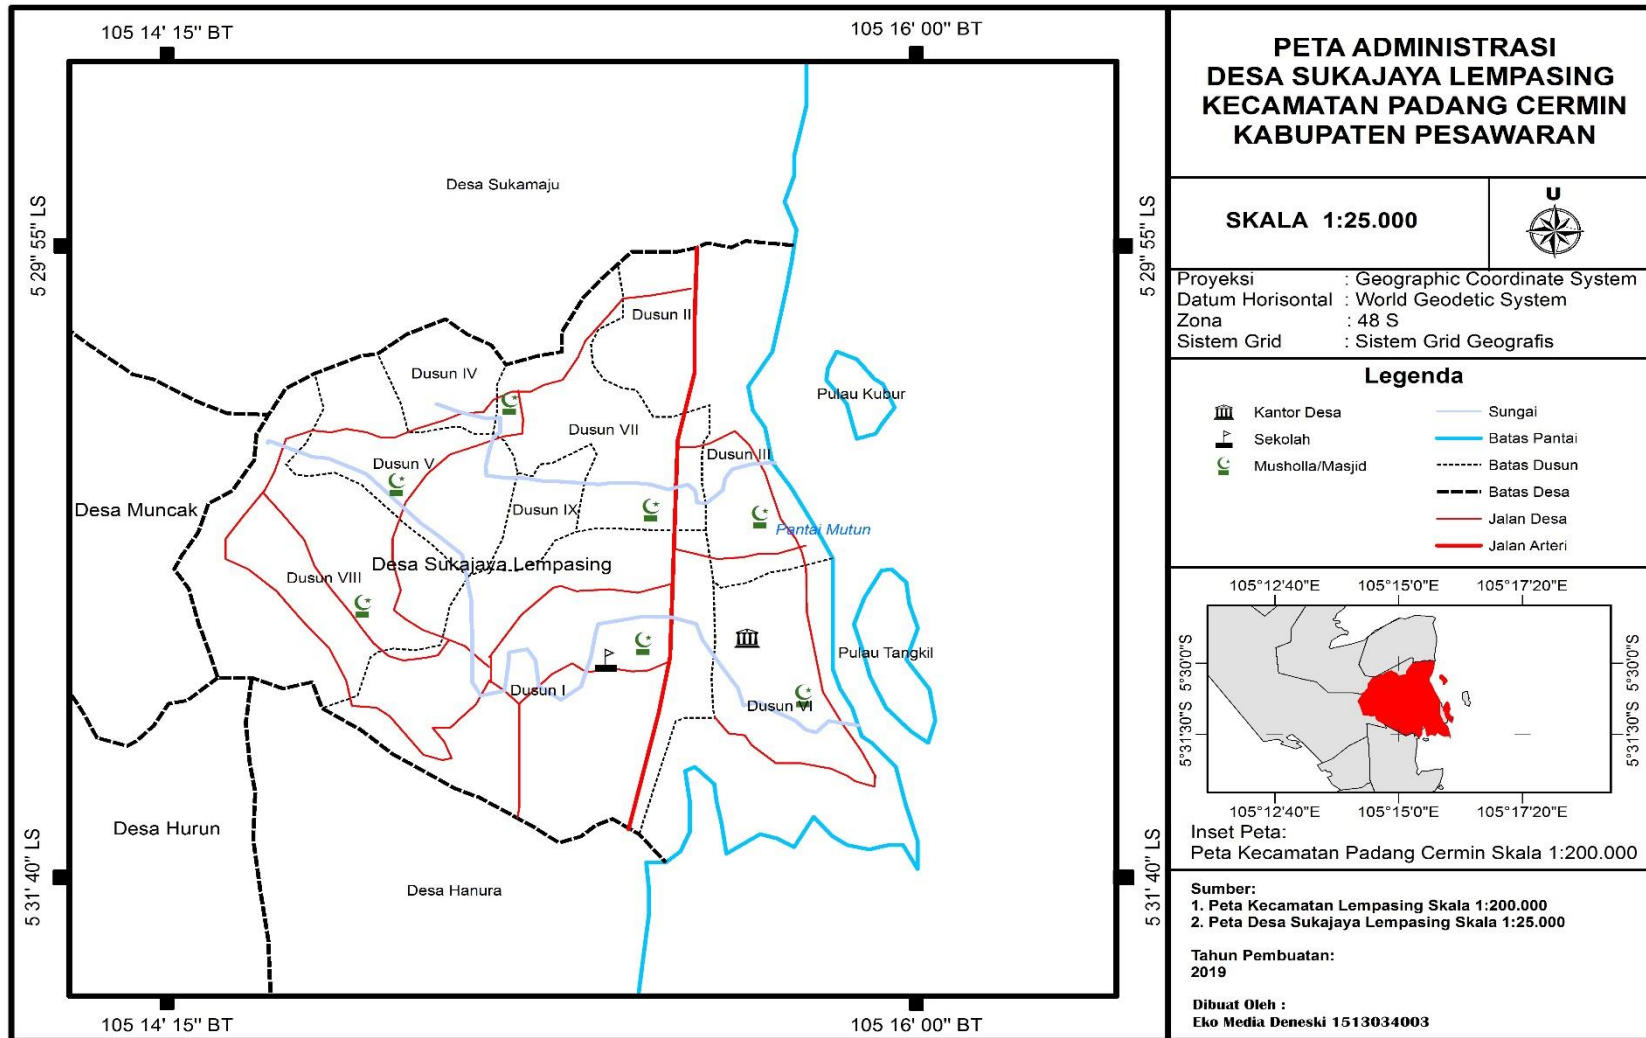 105 14' 15" BT
105 16' 00" BT
5 29" 55" LS
5 29" 55" LS
Desa Sukamaju
Dusun II
Dusun IV
Pulau Kubur
Dusun VII
Dusun III
Dusun V
Desa Muncak
Dusun IX
Pantai Mutun
Desa Sukajaya Lempasing
Dusun VIII
Pulau Tangkil
Dusun I
Dusun VI
Desa Hurun
Desa Hanura
5 31' 40" LS
5 31' 40" LS
105 14' 15" BT
105 16' 00" BT
PETA ADMINISTRASI
DESA SUKAJAYA LEMPASING
KECAMATAN PADANG CERMIN
KABUPATEN PESAWARAN
SKALA 1:25.000
U
Proyeksi : Geographic Coordinate System
Datum Horisontal : World Geodetic System
Zona : 48 S
Sistem Grid : Sistem Grid Geografis
Legenda
Kantor Desa
Sekolah
Musholla/Masjid
Sungai
Batas Pantai
Batas Dusun
Batas Desa
Jalan Desa
Jalan Arteri
105°12'40"E 105°15'0"E 105°17'20"E
5°30'0"S
5°30'0"S
5°31'30"S
5°31'30"S
105°12'40"E 105°15'0"E 105°17'20"E
Inset Peta:
Peta Kecamatan Padang Cermin Skala 1:200.000
Sumber:
1. Peta Kecamatan Lempasing Skala 1:200.000
2. Peta Desa Sukajaya Lempasing Skala 1:25.000
Tahun Pembuatan:
2019
Dibuat Oleh :
Eko Media Deneski 1513034003